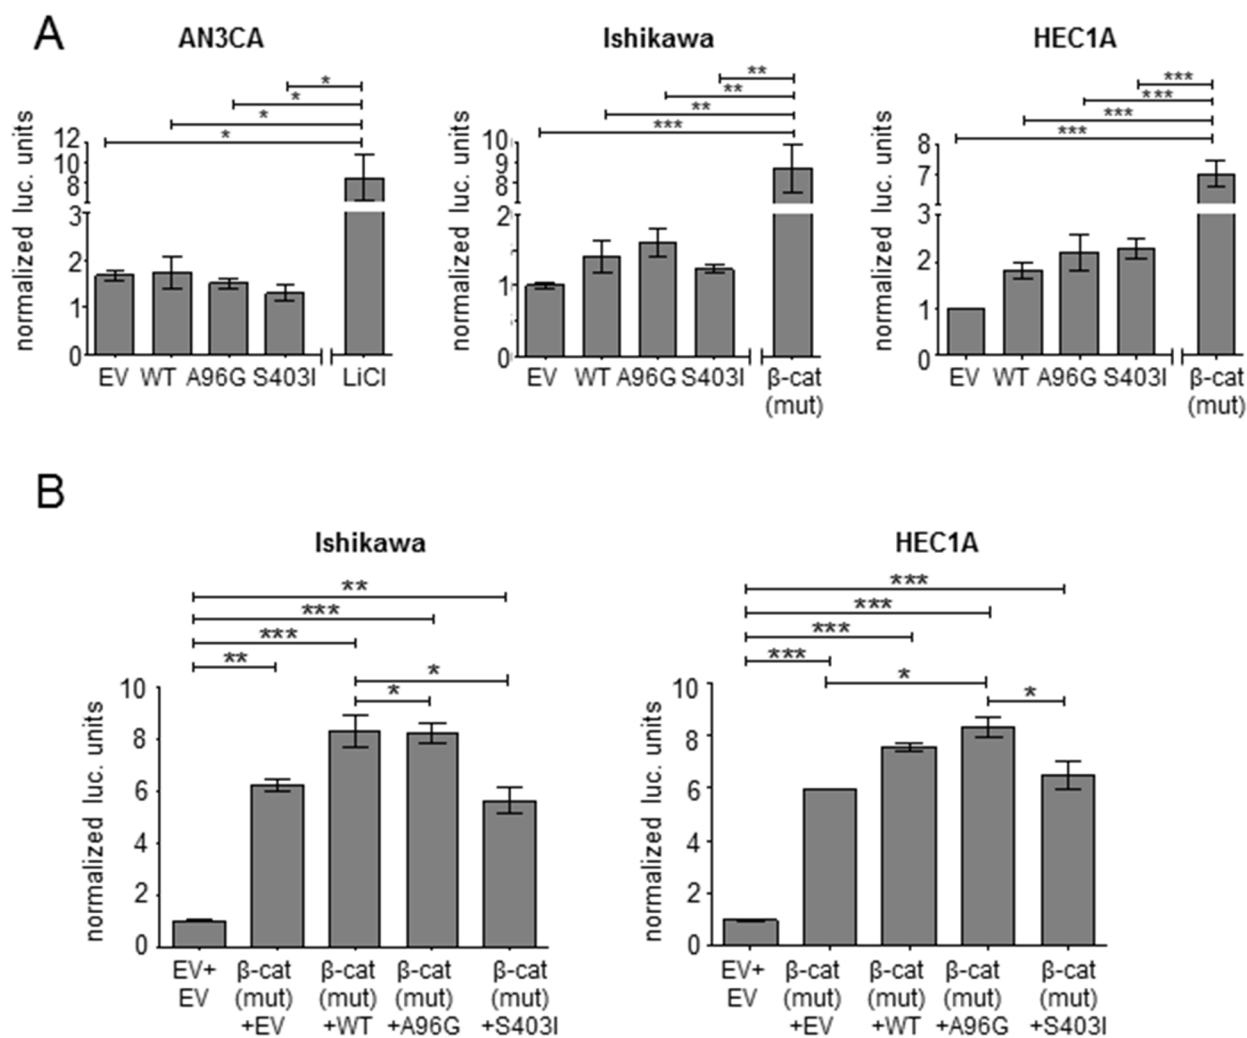 A
AN3CA
Ishikawa
HEC1A
*
*
*
*
**
**
**
***
***
***
***
***
normalized luc. units
12
10
8
3
2
1
0
EV WT A96G S403I LiCl
normalized luc. units
10
9
8
2
1
0
EV WT A96G S403I β-cat
(mut)
normalized luc. units
8
7
3
2
1
0
EV WT A96G S403I β-cat
(mut)
B
Ishikawa
HEC1A
**
***
***
**
*
*
***
***
***
***
*
*
normalized luc. units
10
8
6
4
2
0
EV+ β-cat β-cat β-cat β-cat
EV (mut) (mut) (mut) (mut)
+EV +WT +A96G +S403I
normalized luc. units
10
8
6
4
2
0
EV+ β-cat β-cat β-cat β-cat
EV (mut) (mut) (mut) (mut)
+EV +WT +A96G +S403I